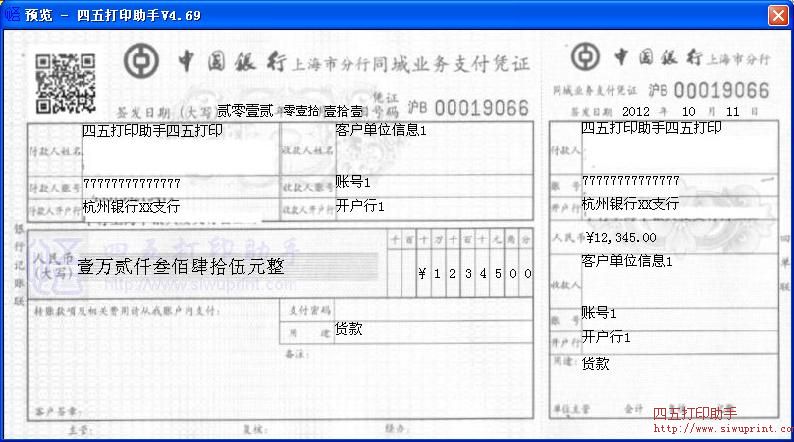 预览 - 四五打印助手V4.69
中国银行 上海市分行同城业务支付凭证
凭证号码 沪B 00019066
签发日期（大写）贰零壹贰 年 零壹拾 壹拾壹
付款人姓名 四五打印助手四五打印 收款人姓名 客户单位信息1
付款人账号 77777777777777 收款人账号 账号1
付款人开户行 杭州银行XX支行 收款人开户行 开户行1
人民币(大写) 壹万贰仟叁佰肆拾伍元整 千百十万千百十元角分
¥1234500
四五打印助手
http://www.siwuprint.com
转账款项及相关费用请从我账户内支付： 支付密码
用途 货款
备注：
客户签章：
主管： 复核： 经办：
银行记账联
中国银行 上海市分行
同城业务支付凭证 沪B 00019066
签发日期 2012 年 10 月 11 日
付款人 四五打印助手四五打印
账号 77777777777777
开户行 杭州银行XX支行
人民币 ¥12,345.00
收款人 客户单位信息1
账号 账号1
开户行 开户行1
用途： 货款
单位主管 会计
四五打印助手
http://www.siwuprint.co